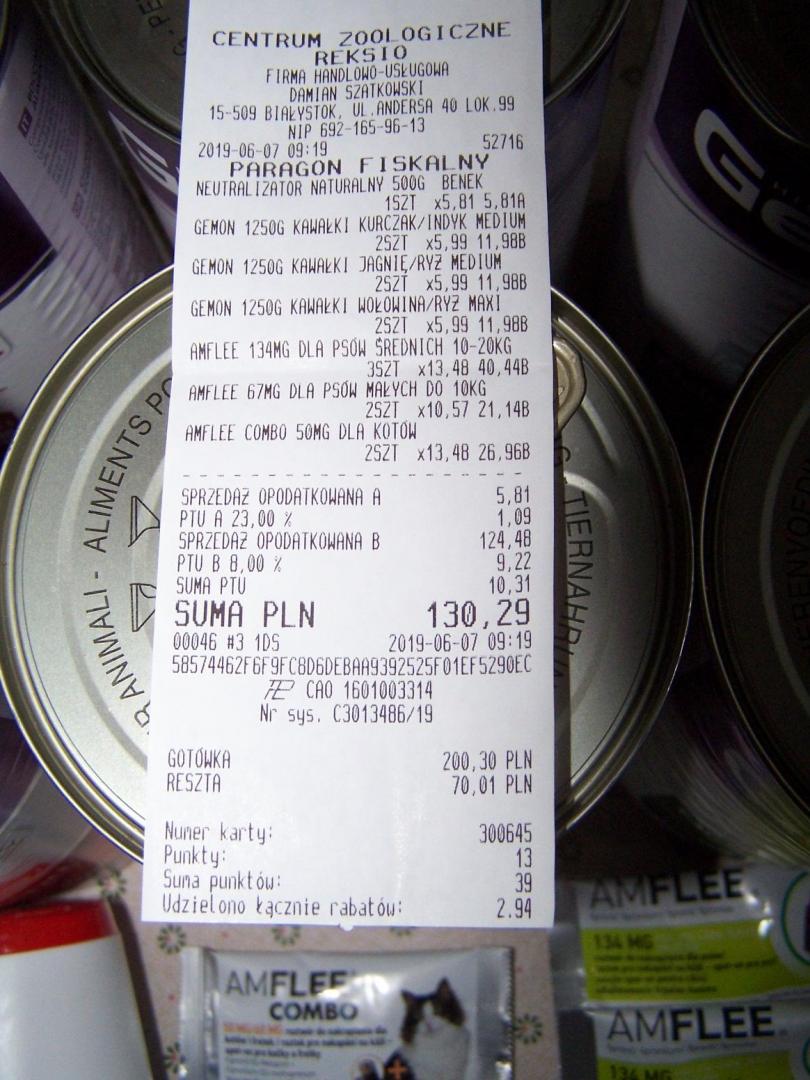 CENTRUM ZOOLOGICZNE
REKSIO
FIRMA HANDLOWO-USŁUGOWA
DAMIAN SZATKOWSKI
15-509 BIAŁYSTOK, UL.ANDERSA 40 LOK.99
NIP 692-165-96-13
2019-06-07 09:19 52716
PARAGON FISKALNY
NEUTRALIZATOR NATURALNY 500G BENEK
1SZT x5,81 5,81A
GEMON 1250G KAWAŁKI KURCZAK/INDYK MEDIUM
2SZT x5,99 11,98B
GEMON 1250G KAWAŁKI JAGNIĘ/RYŻ MEDIUM
2SZT x5,99 11,98B
GEMON 1250G KAWAŁKI WOŁOWINA/RYŻ MAXI
2SZT x5,99 11,98B
AMFLEE 134MG DLA PSÓW ŚREDNICH 10-20KG
3SZT x13,48 40,44B
AMFLEE 67MG DLA PSÓW MAŁYCH DO 10KG
2SZT x10,57 21,14B
AMFLEE COMBO 50MG DLA KOTÓW
2SZT x13,48 26,96B
SPRZEDAŻ OPODATKOWANA A 5,81
PTU A 23,00 % 1,09
SPRZEDAŻ OPODATKOWANA B 124,48
PTU B 8,00 % 9,22
SUMA PTU 10,31
SUMA PLN 130,29
00046 #3 1DS 2019-06-07 09:19
58574462F6F9FC8D6DEBAA9392525F01EF5290EC
CAO 1601003314
Nr sys. C3013486/19
GOTÓWKA 200,30 PLN
RESZTA 70,01 PLN
Numer karty: 300645
Punkty: 13
Suma punktów: 39
Udzielono łącznie rabatów: 2.94
ANIMALI - ALIMENTS PO
TIERNAHRU
AMFLEE
COMBO
AMFLEE
134 MG
AMFLEE
134 MG